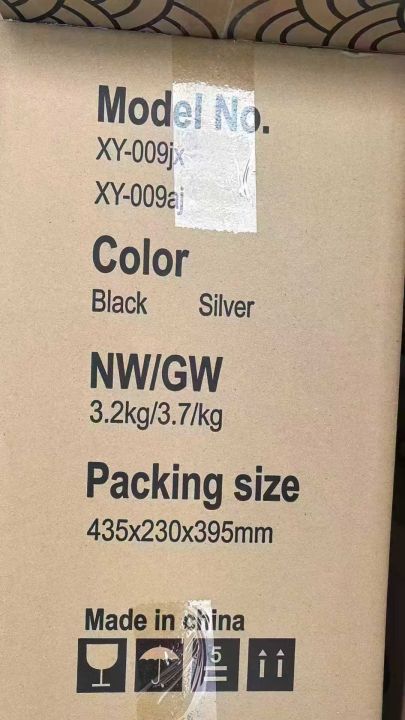 Model No.
XY-009jx
XY-009aj
Color
Black Silver
NW/GW
3.2kg/3.7/kg
Packing size
435x230x395mm
Made in china
5